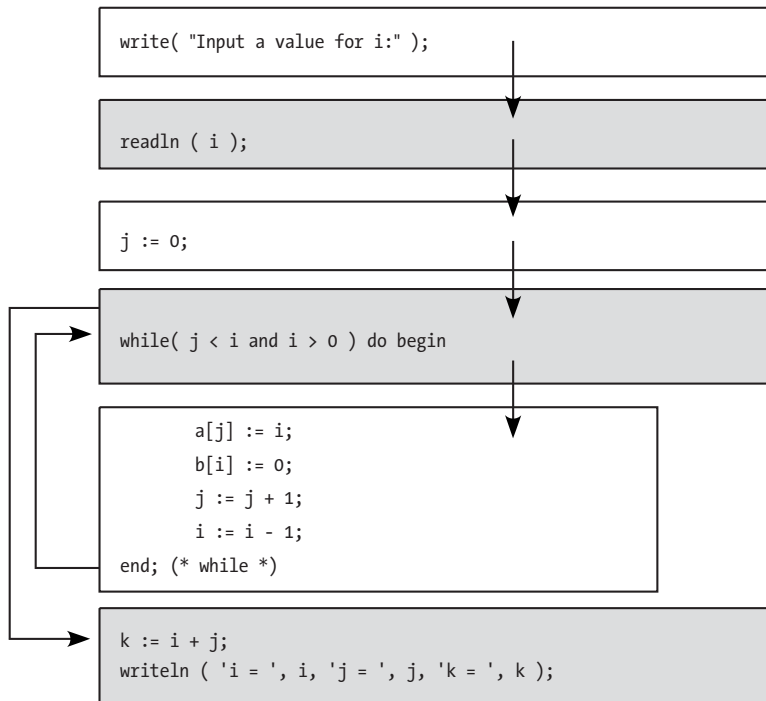 write( "Input a value for i:" );
readln ( i );
j := 0;
while( j < i and i > 0 ) do begin
a[j] := i;
b[i] := 0;
j := j + 1;
i := i - 1;
end; (* while *)
k := i + j;
writeln ( 'i = ', i, 'j = ', j, 'k = ', k );